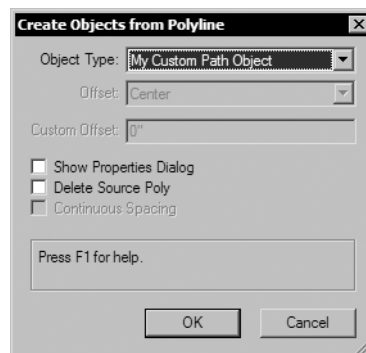 Create Objects from Polyline
Object Type: My Custom Path Object
Offset: Center
Custom Offset: 0"
Show Properties Dialog
Delete Source Poly
Continuous Spacing
Press F1 for help.
OK Cancel